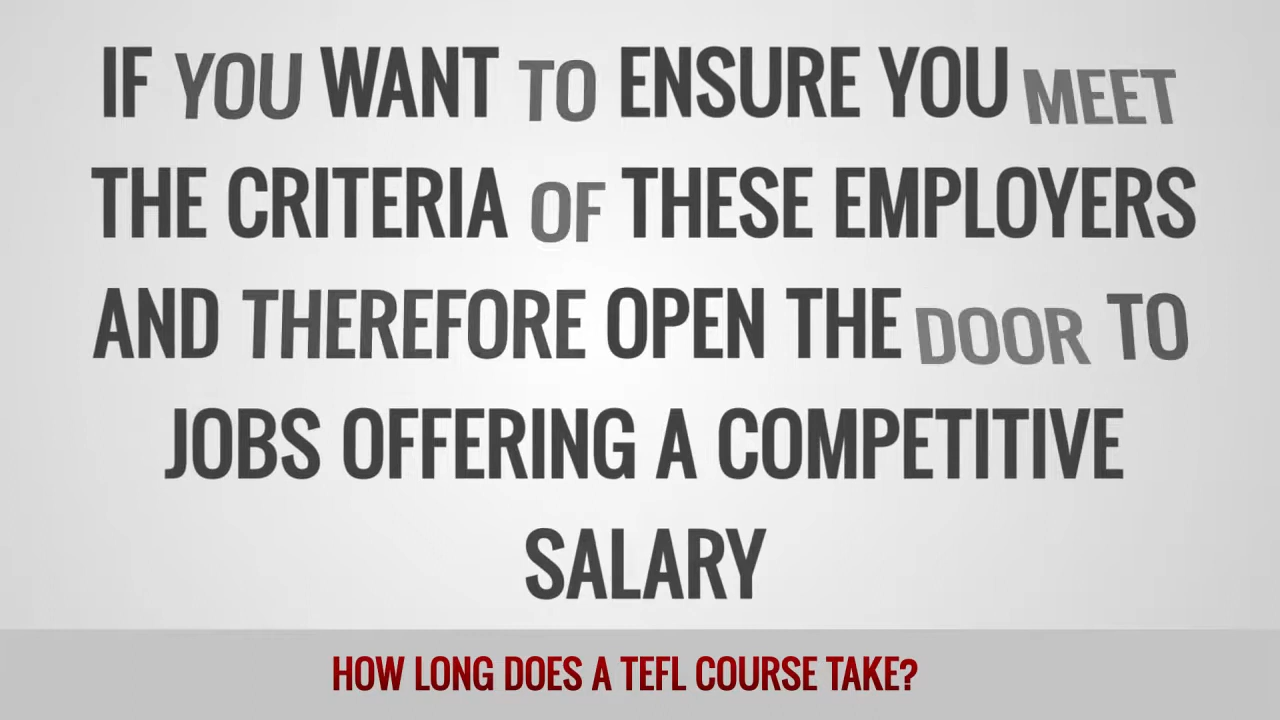 IF YOU WANT TO ENSURE YOU MEET
THE CRITERIA OF THESE EMPLOYERS
AND THEREFORE OPEN THE DOOR TO
JOBS OFFERING A COMPETITIVE
SALARY
HOW LONG DOES A TEFL COURSE TAKE?